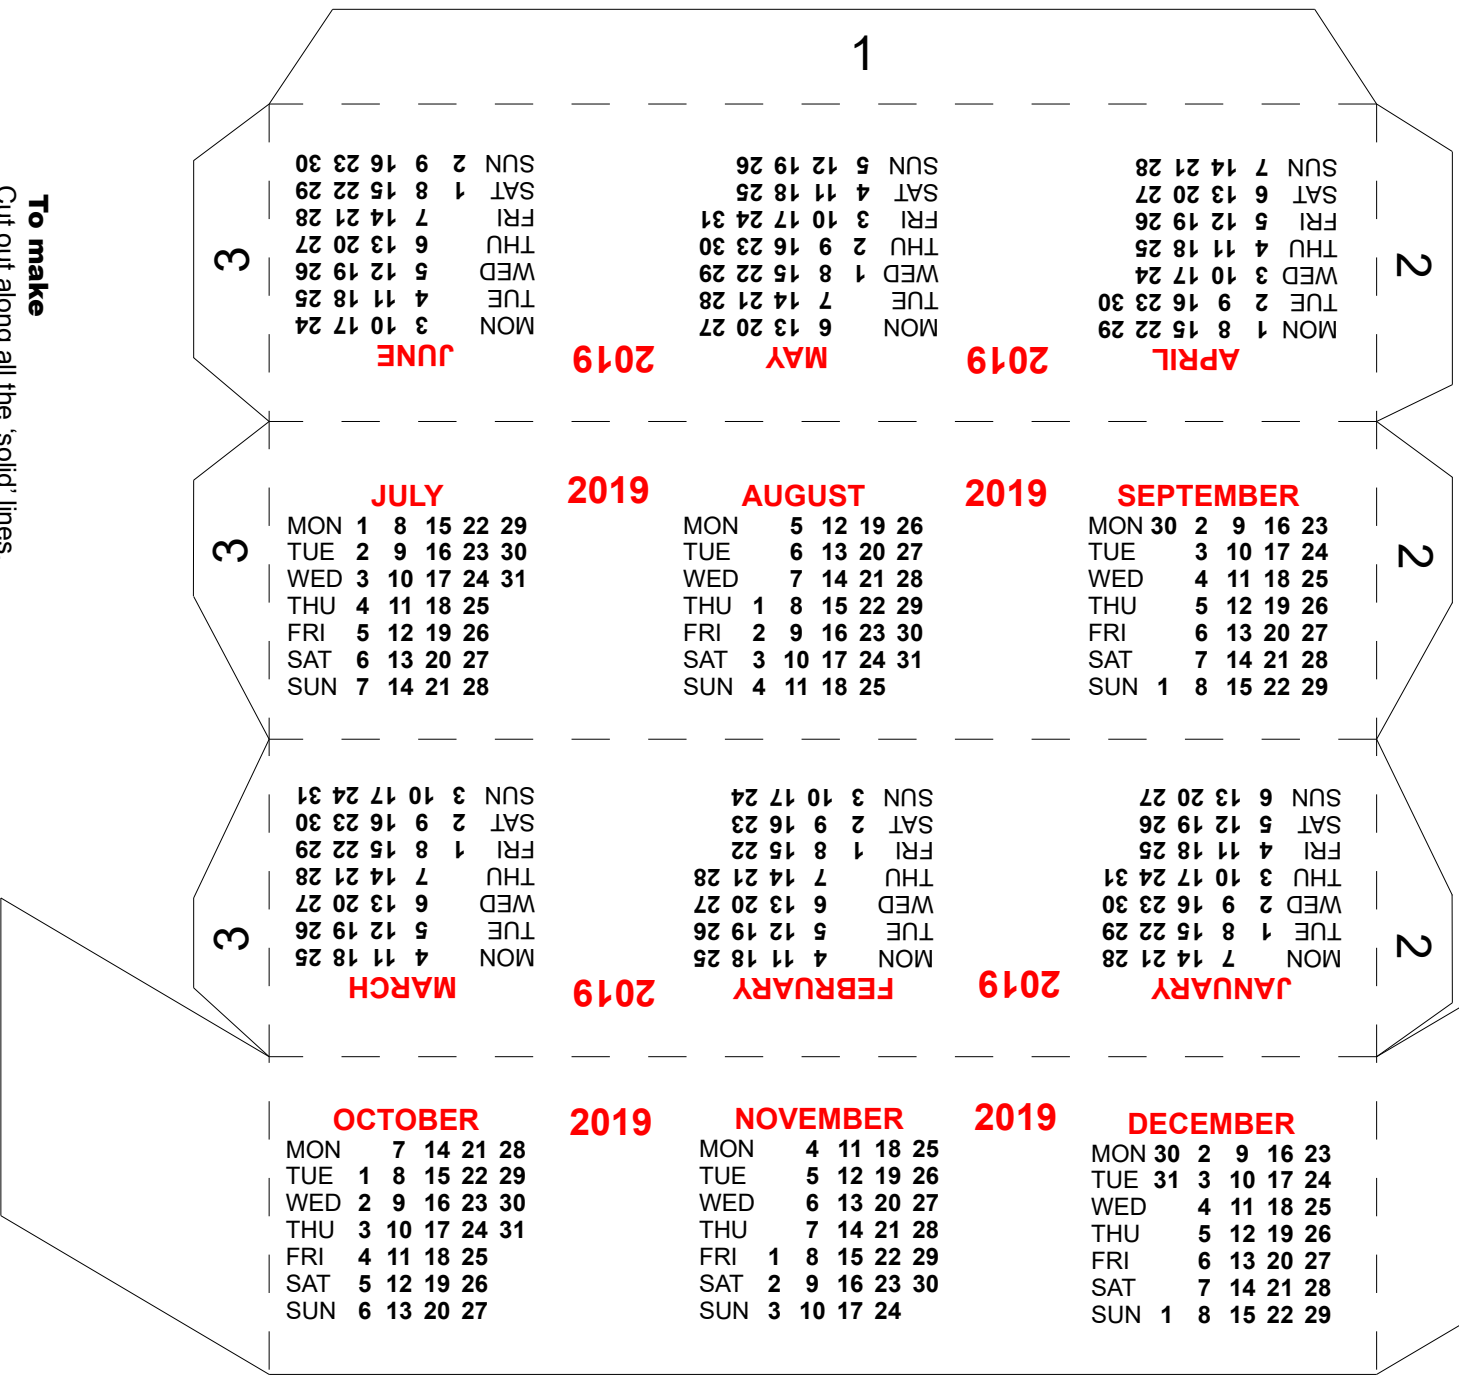 To make
Cut out along all the ‘solid’ lines
1
3
2
APRIL
MON 1 8 15 22 29
TUE 2 9 16 23 30
WED 3 10 17 24
THU 4 11 18 25
FRI 5 12 19 26
SAT 6 13 20 27
SUN 7 14 21 28
2019
MAY
MON 6 13 20 27
TUE 7 14 21 28
WED 1 8 15 22 29
THU 2 9 16 23 30
FRI 3 10 17 24 31
SAT 4 11 18 25
SUN 5 12 19 26
2019
JUNE
MON 3 10 17 24
TUE 4 11 18 25
WED 5 12 19 26
THU 6 13 20 27
FRI 7 14 21 28
SAT 1 8 15 22 29
SUN 2 9 16 23 30
3
2
JULY
MON 1 8 15 22 29
TUE 2 9 16 23 30
WED 3 10 17 24 31
THU 4 11 18 25
FRI 5 12 19 26
SAT 6 13 20 27
SUN 7 14 21 28
2019
AUGUST
MON 5 12 19 26
TUE 6 13 20 27
WED 7 14 21 28
THU 1 8 15 22 29
FRI 2 9 16 23 30
SAT 3 10 17 24 31
SUN 4 11 18 25
2019
SEPTEMBER
MON 30 2 9 16 23
TUE 3 10 17 24
WED 4 11 18 25
THU 5 12 19 26
FRI 6 13 20 27
SAT 7 14 21 28
SUN 1 8 15 22 29
3
2
JANUARY
MON 7 14 21 28
TUE 1 8 15 22 29
WED 2 9 16 23 30
THU 3 10 17 24 31
FRI 4 11 18 25
SAT 5 12 19 26
SUN 6 13 20 27
2019
FEBRUARY
MON 4 11 18 25
TUE 5 12 19 26
WED 6 13 20 27
THU 7 14 21 28
FRI 1 8 15 22
SAT 2 9 16 23
SUN 3 10 17 24
2019
MARCH
MON 4 11 18 25
TUE 5 12 19 26
WED 6 13 20 27
THU 7 14 21 28
FRI 1 8 15 22 29
SAT 2 9 16 23 30
SUN 3 10 17 24 31
OCTOBER
MON 7 14 21 28
TUE 1 8 15 22 29
WED 2 9 16 23 30
THU 3 10 17 24 31
FRI 4 11 18 25
SAT 5 12 19 26
SUN 6 13 20 27
2019
NOVEMBER
MON 4 11 18 25
TUE 5 12 19 26
WED 6 13 20 27
THU 7 14 21 28
FRI 1 8 15 22 29
SAT 2 9 16 23 30
SUN 3 10 17 24
2019
DECEMBER
MON 30 2 9 16 23
TUE 31 3 10 17 24
WED 4 11 18 25
THU 5 12 19 26
FRI 6 13 20 27
SAT 7 14 21 28
SUN 1 8 15 22 29